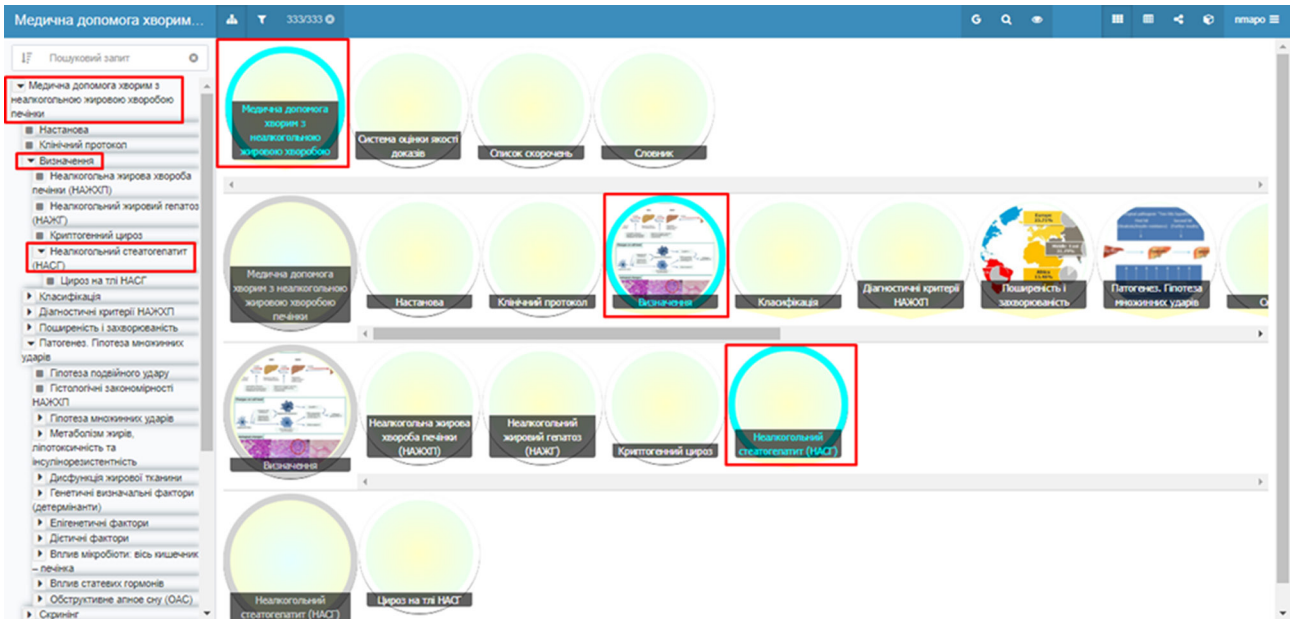 Медична допомога хворим...
333/333
G
nmapo
Пошуковий запит
Медична допомога хворим з
неалкогольною жировою хворобою
печінки
Настанова
Клінічний протокол
Визначення
Неалкогольна жирова хвороба
печінки (НАЖХП)
Неалкогольний жировий гепатоз
(НАЖГ)
Криптогенний цироз
Неалкогольний стеатогепатит
(НАСГ)
Цироз на тлі НАСГ
Класифікація
Діагностичні критерії НАЖХП
Поширеність і захворюваність
Патогенез. Гіпотеза множинних
ударів
Гіпотеза подвійного удару
Гістологічні закономірності
НАЖХП
Гіпотеза множинних ударів
Метаболізм жирів,
ліпотоксичність та
інсулінорезистентність
Дисфункція жирової тканини
Генетичні визначальні фактори
(детермінанти)
Епігенетичні фактори
Дієтичні фактори
Вплив мікробіоти: вісь кишечник
– печінка
Вплив статевих гормонів
Обструктивне апное сну (ОАС)
Скринінг
Медична допомога
хворим з
неалкогольною
жировою хворобою
Система оцінки якості
доказів
Список скорочень
Словник
Медична допомога
хворим з неалкогольною
жировою хворобою
печінки
Настанова
Клінічний протокол
Визначення
Класифікація
Діагностичні критерії
НАЖХП
Europe
Поширеність і
захворюваність
Патогенез. Гіпотеза
множинних ударів
Визначення
Неалкогольна жирова
хвороба печінки
(НАЖХП)
Неалкогольний
жировий гепатоз
(НАЖГ)
Криптогенний цироз
Неалкогольний
стеатогепатит (НАСГ)
Неалкогольний
стеатогепатит (НАСГ)
Цироз на тлі НАСГ